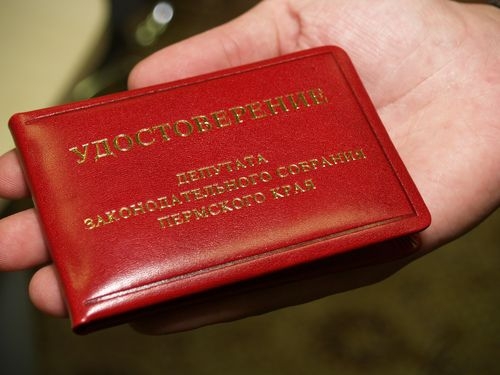 УДОСТОВЕРЕНИЕ
ДЕПУТАТА
ЗАКОНОДАТЕЛЬНОГО СОБРАНИЯ
ПЕРМСКОГО КРАЯ